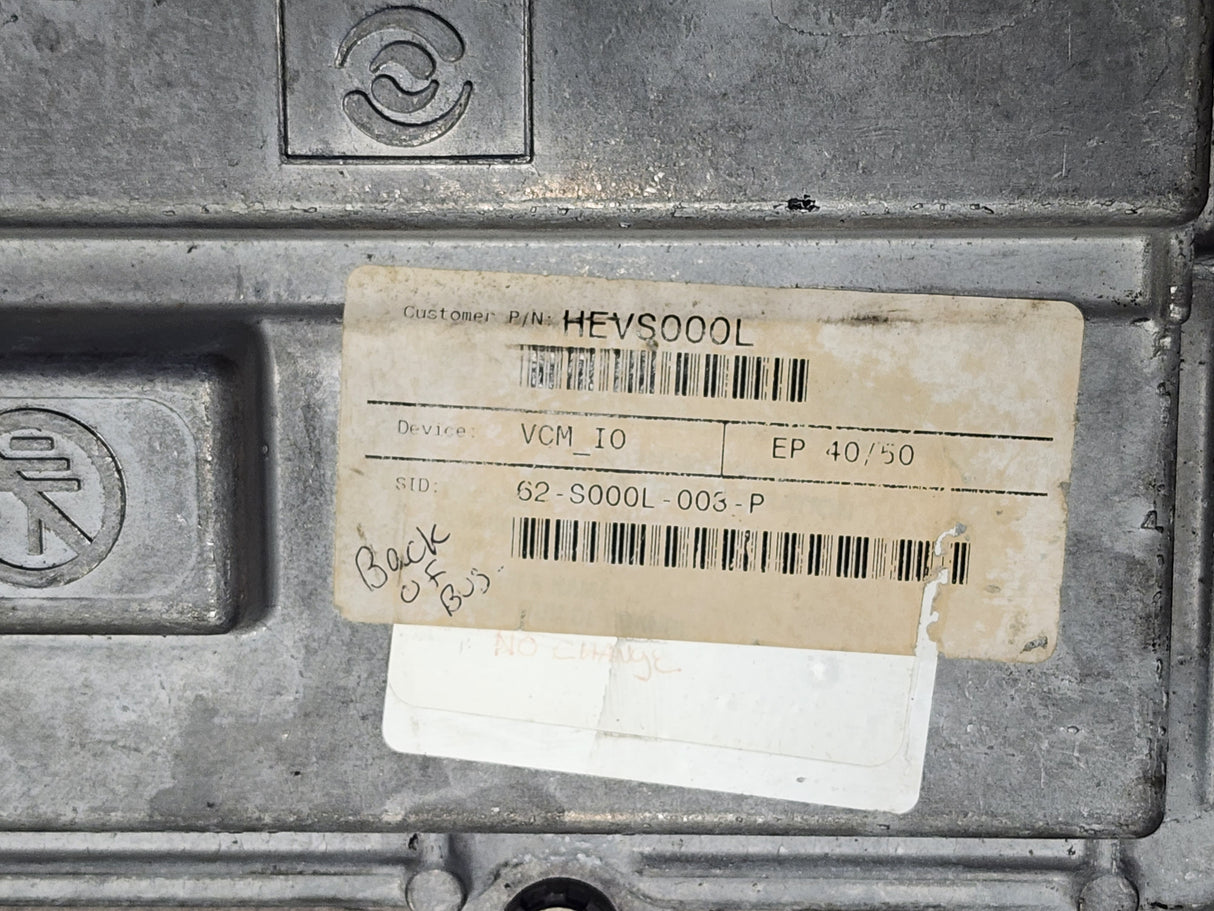 Customer P/N: HEVS000L
Device: VCM_IO EP 40/50
SID: 62-S000L-003-P
Back
OF
Bus
NO CHANGE